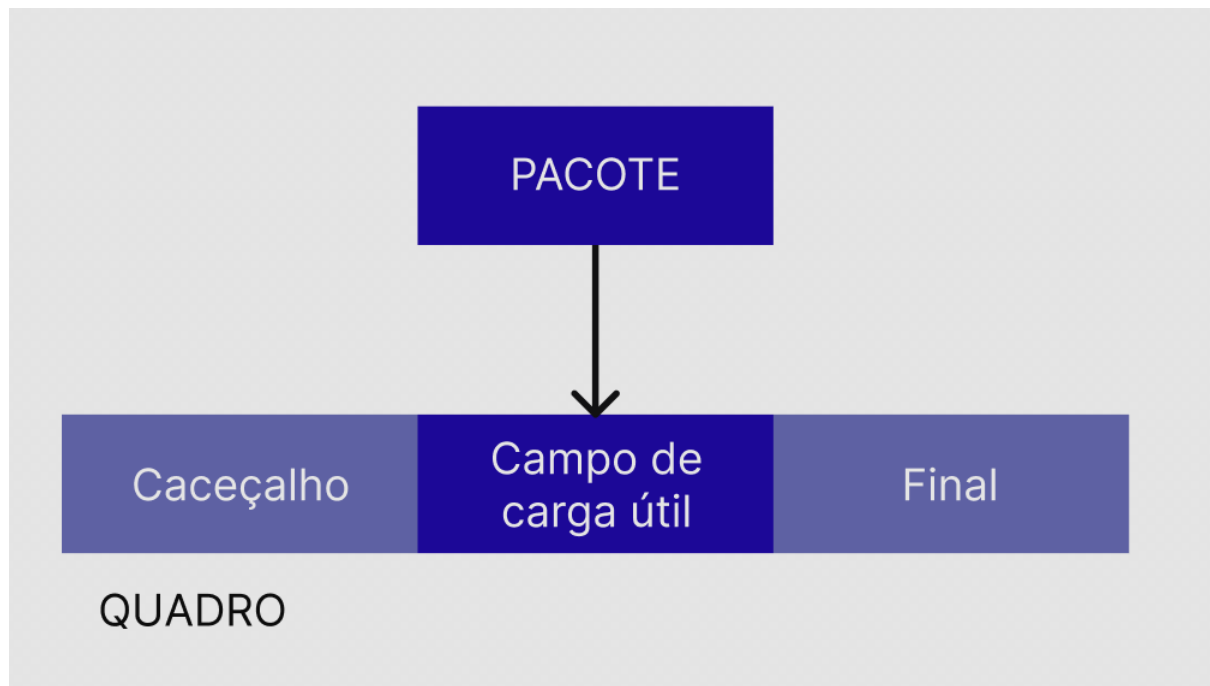 PACOTE
Caceçalho
Campo de
carga útil
Final
QUADRO